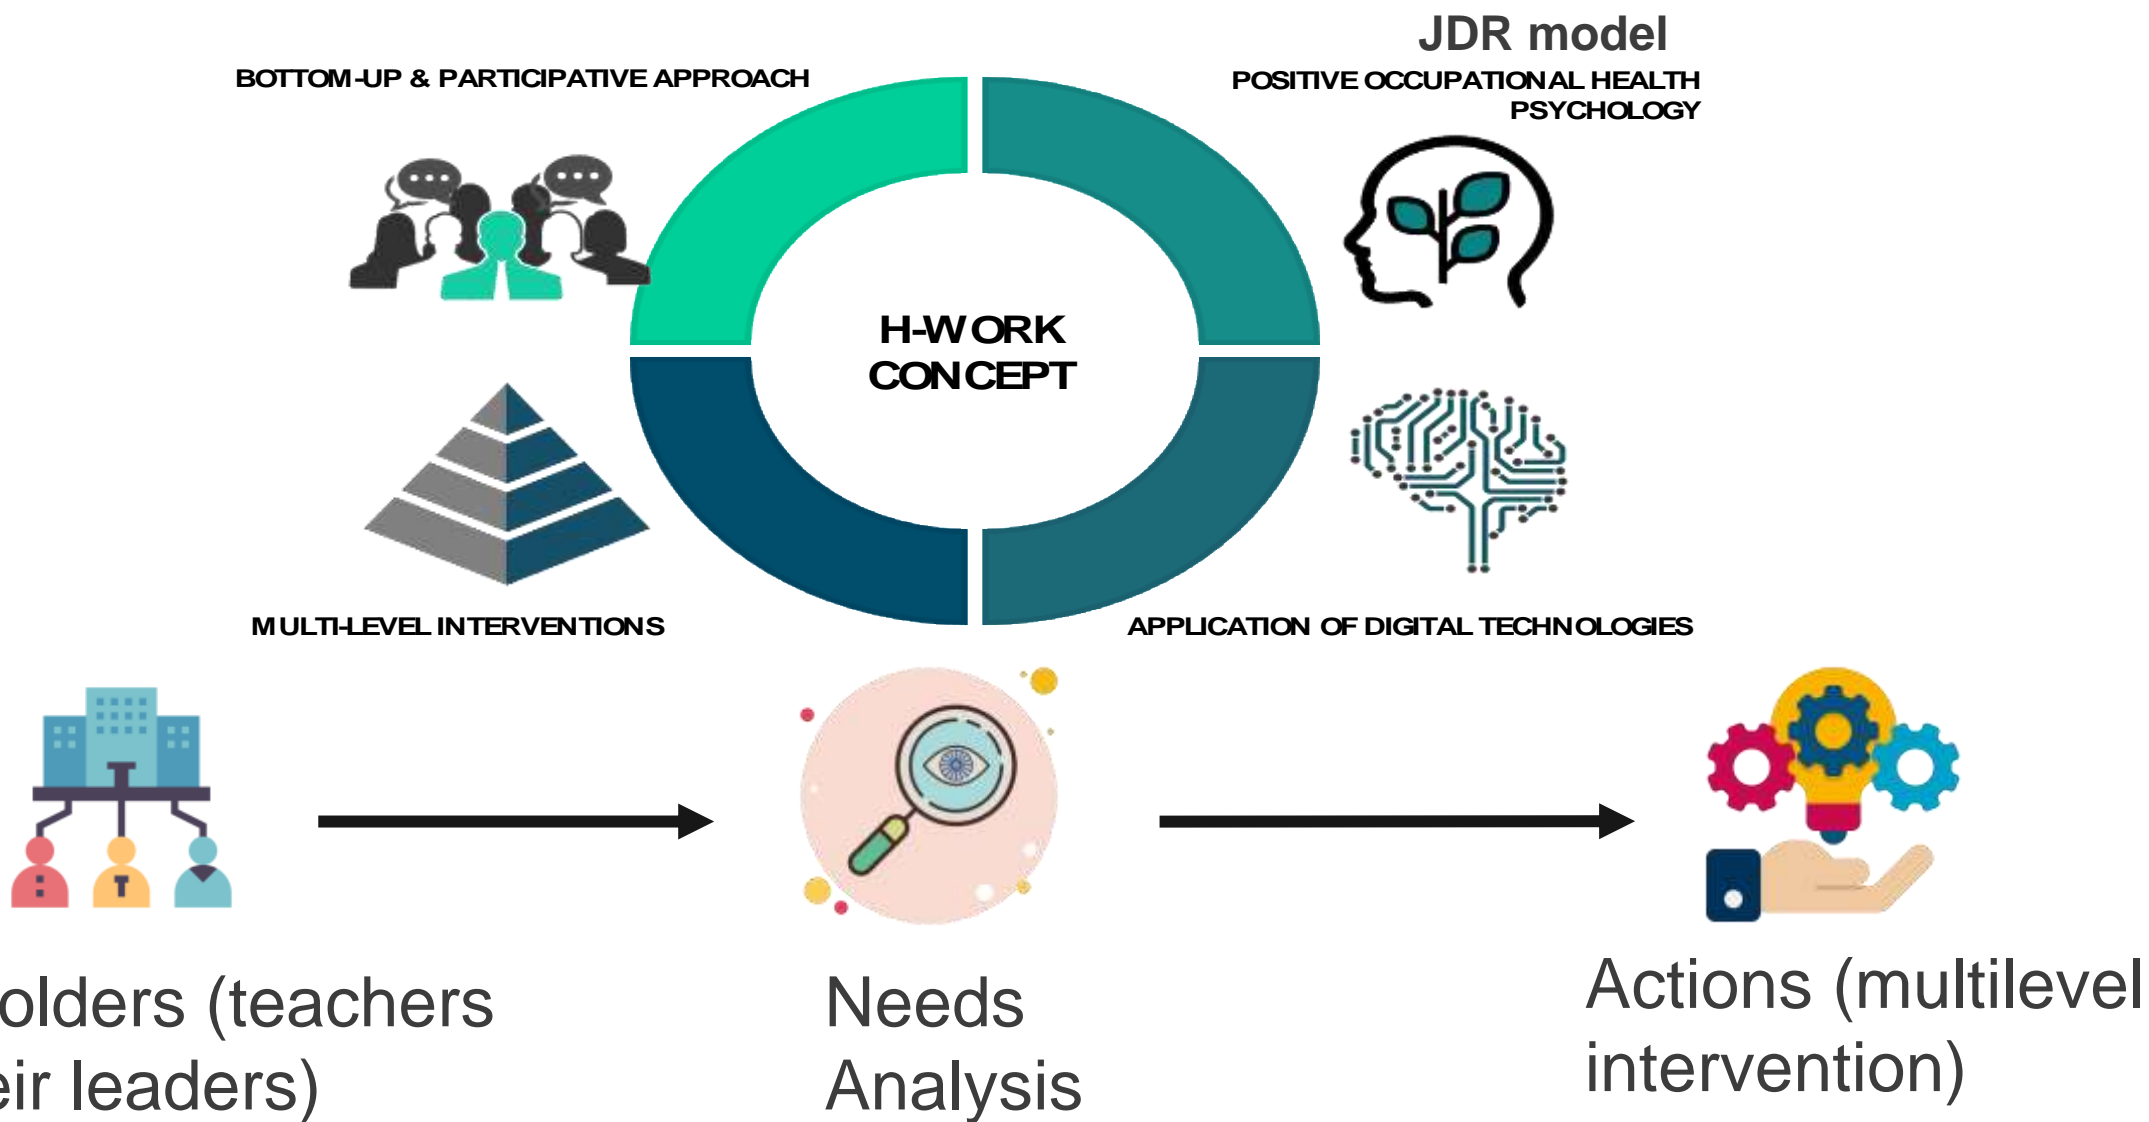 JDR model
BOTTOM-UP & PARTICIPATIVE APPROACH
POSITIVE OCCUPATIONAL HEALTH
PSYCHOLOGY
H-WORK
CONCEPT
MULTI-LEVEL INTERVENTIONS
APPLICATION OF DIGITAL TECHNOLOGIES
olders (teachers
eir leaders)
Needs
Analysis
Actions (multilevel
intervention)